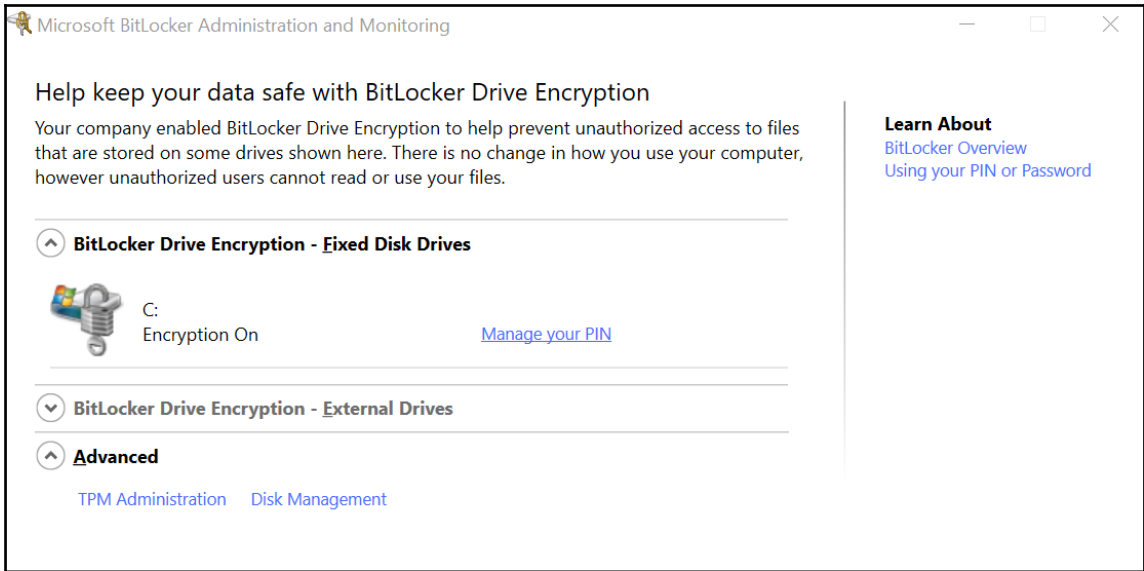 Microsoft BitLocker Administration and Monitoring
Help keep your data safe with BitLocker Drive Encryption
Your company enabled BitLocker Drive Encryption to help prevent unauthorized access to files
that are stored on some drives shown here. There is no change in how you use your computer,
however unauthorized users cannot read or use your files.
BitLocker Drive Encryption - Fixed Disk Drives
C:
Encryption On
Manage your PIN
BitLocker Drive Encryption - External Drives
Advanced
TPM Administration
Disk Management
Learn About
BitLocker Overview
Using your PIN or Password